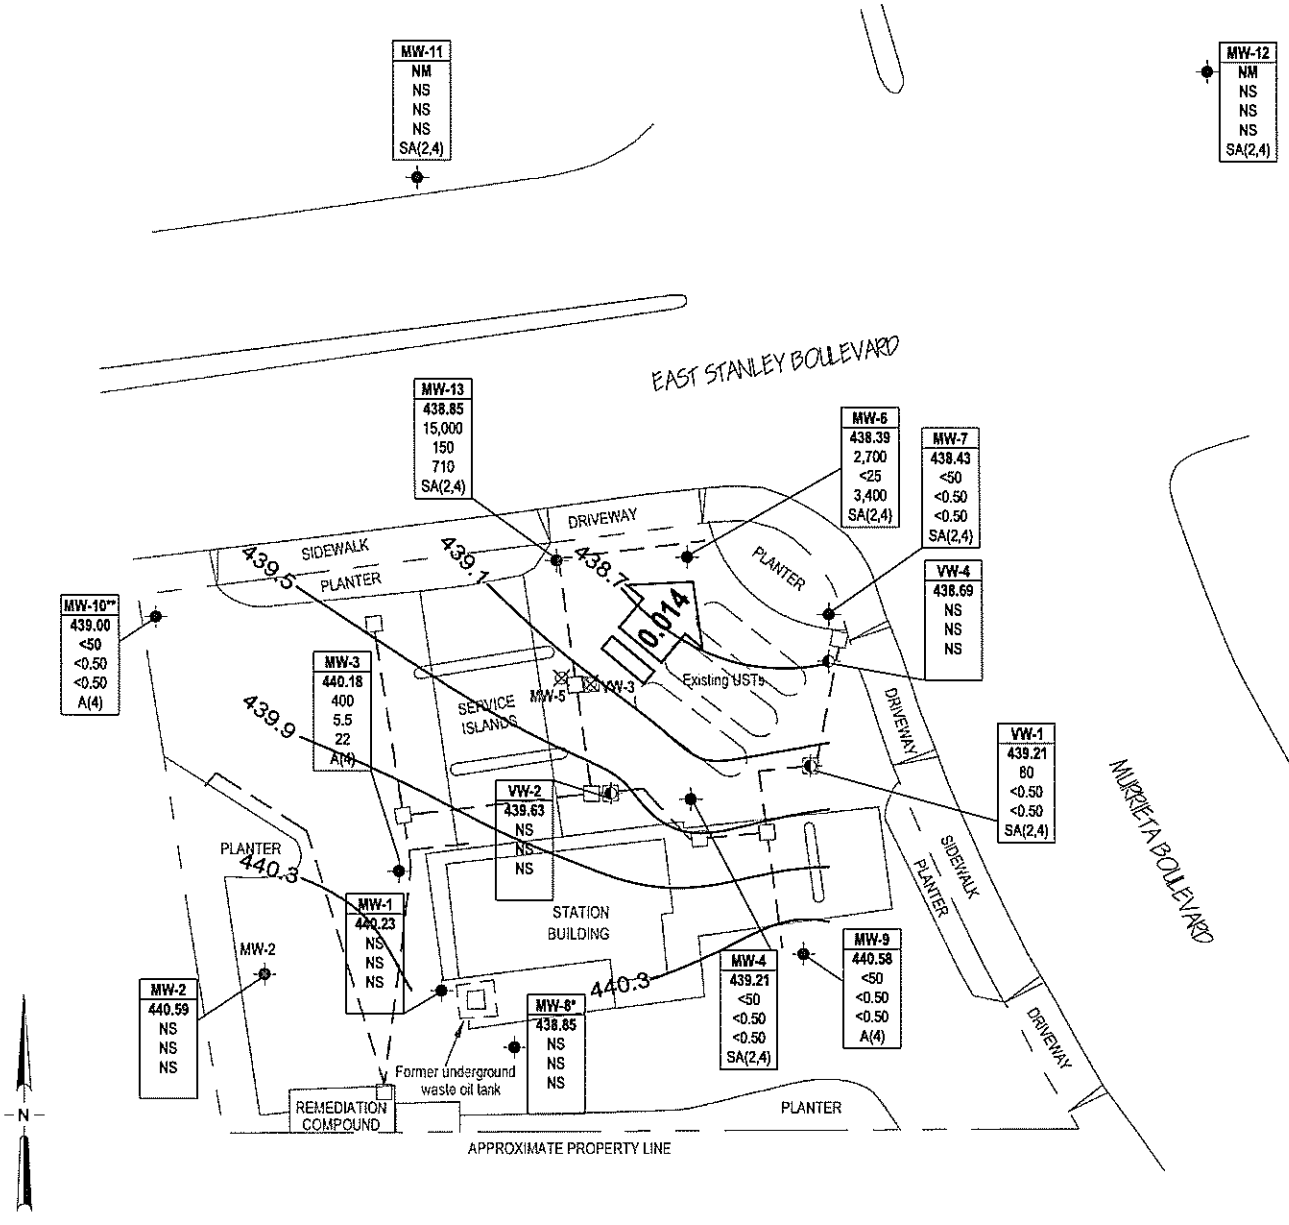 MW-11
NM
NS
NS
NS
SA(2,4)
MW-12
NM
NS
NS
NS
SA(2,4)
EAST STANLEY BOULEVARD
MW-13
438.85
15,000
150
710
SA(2,4)
MW-6
438.39
2,700
<25
3,400
SA(2,4)
MW-7
438.43
<50
<0.50
<0.50
SA(2,4)
VW-4
438.69
NS
NS
NS
DRIVEWAY
SIDEWALK
PLANTER
PLANTER
439.5
439.1
438.7
0.014
MW-10**
439.00
<50
<0.50
<0.50
A(4)
MW-3
440.18
400
5.5
22
A(4)
MW-5
VW-3
Existing USTs
SERVICE
ISLANDS
439.9
DRIVEWAY
VW-1
439.21
80
<0.50
<0.50
SA(2,4)
MURRIETA BOULEVARD
VW-2
439.63
NS
NS
NS
PLANTER
440.3
SIDEWALK
PLANTER
STATION
BUILDING
MW-1
440.23
NS
NS
NS
MW-2
MW-2
440.59
NS
NS
NS
440.3
MW-4
439.21
<50
<0.50
<0.50
SA(2,4)
MW-9
440.58
<50
<0.50
<0.50
A(4)
MW-8*
438.85
NS
NS
NS
DRIVEWAY
Former underground
waste oil tank
N
REMEDIATION
COMPOUND
PLANTER
APPROXIMATE PROPERTY LINE